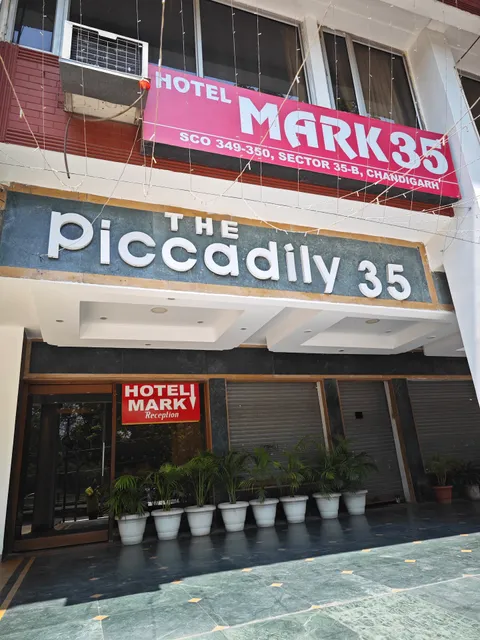 HOTEL
MARK 35
SCO 349-350, SECTOR 35-B, CHANDIGARH
THE
piccadily 35
HOTEL
MARK
Reception